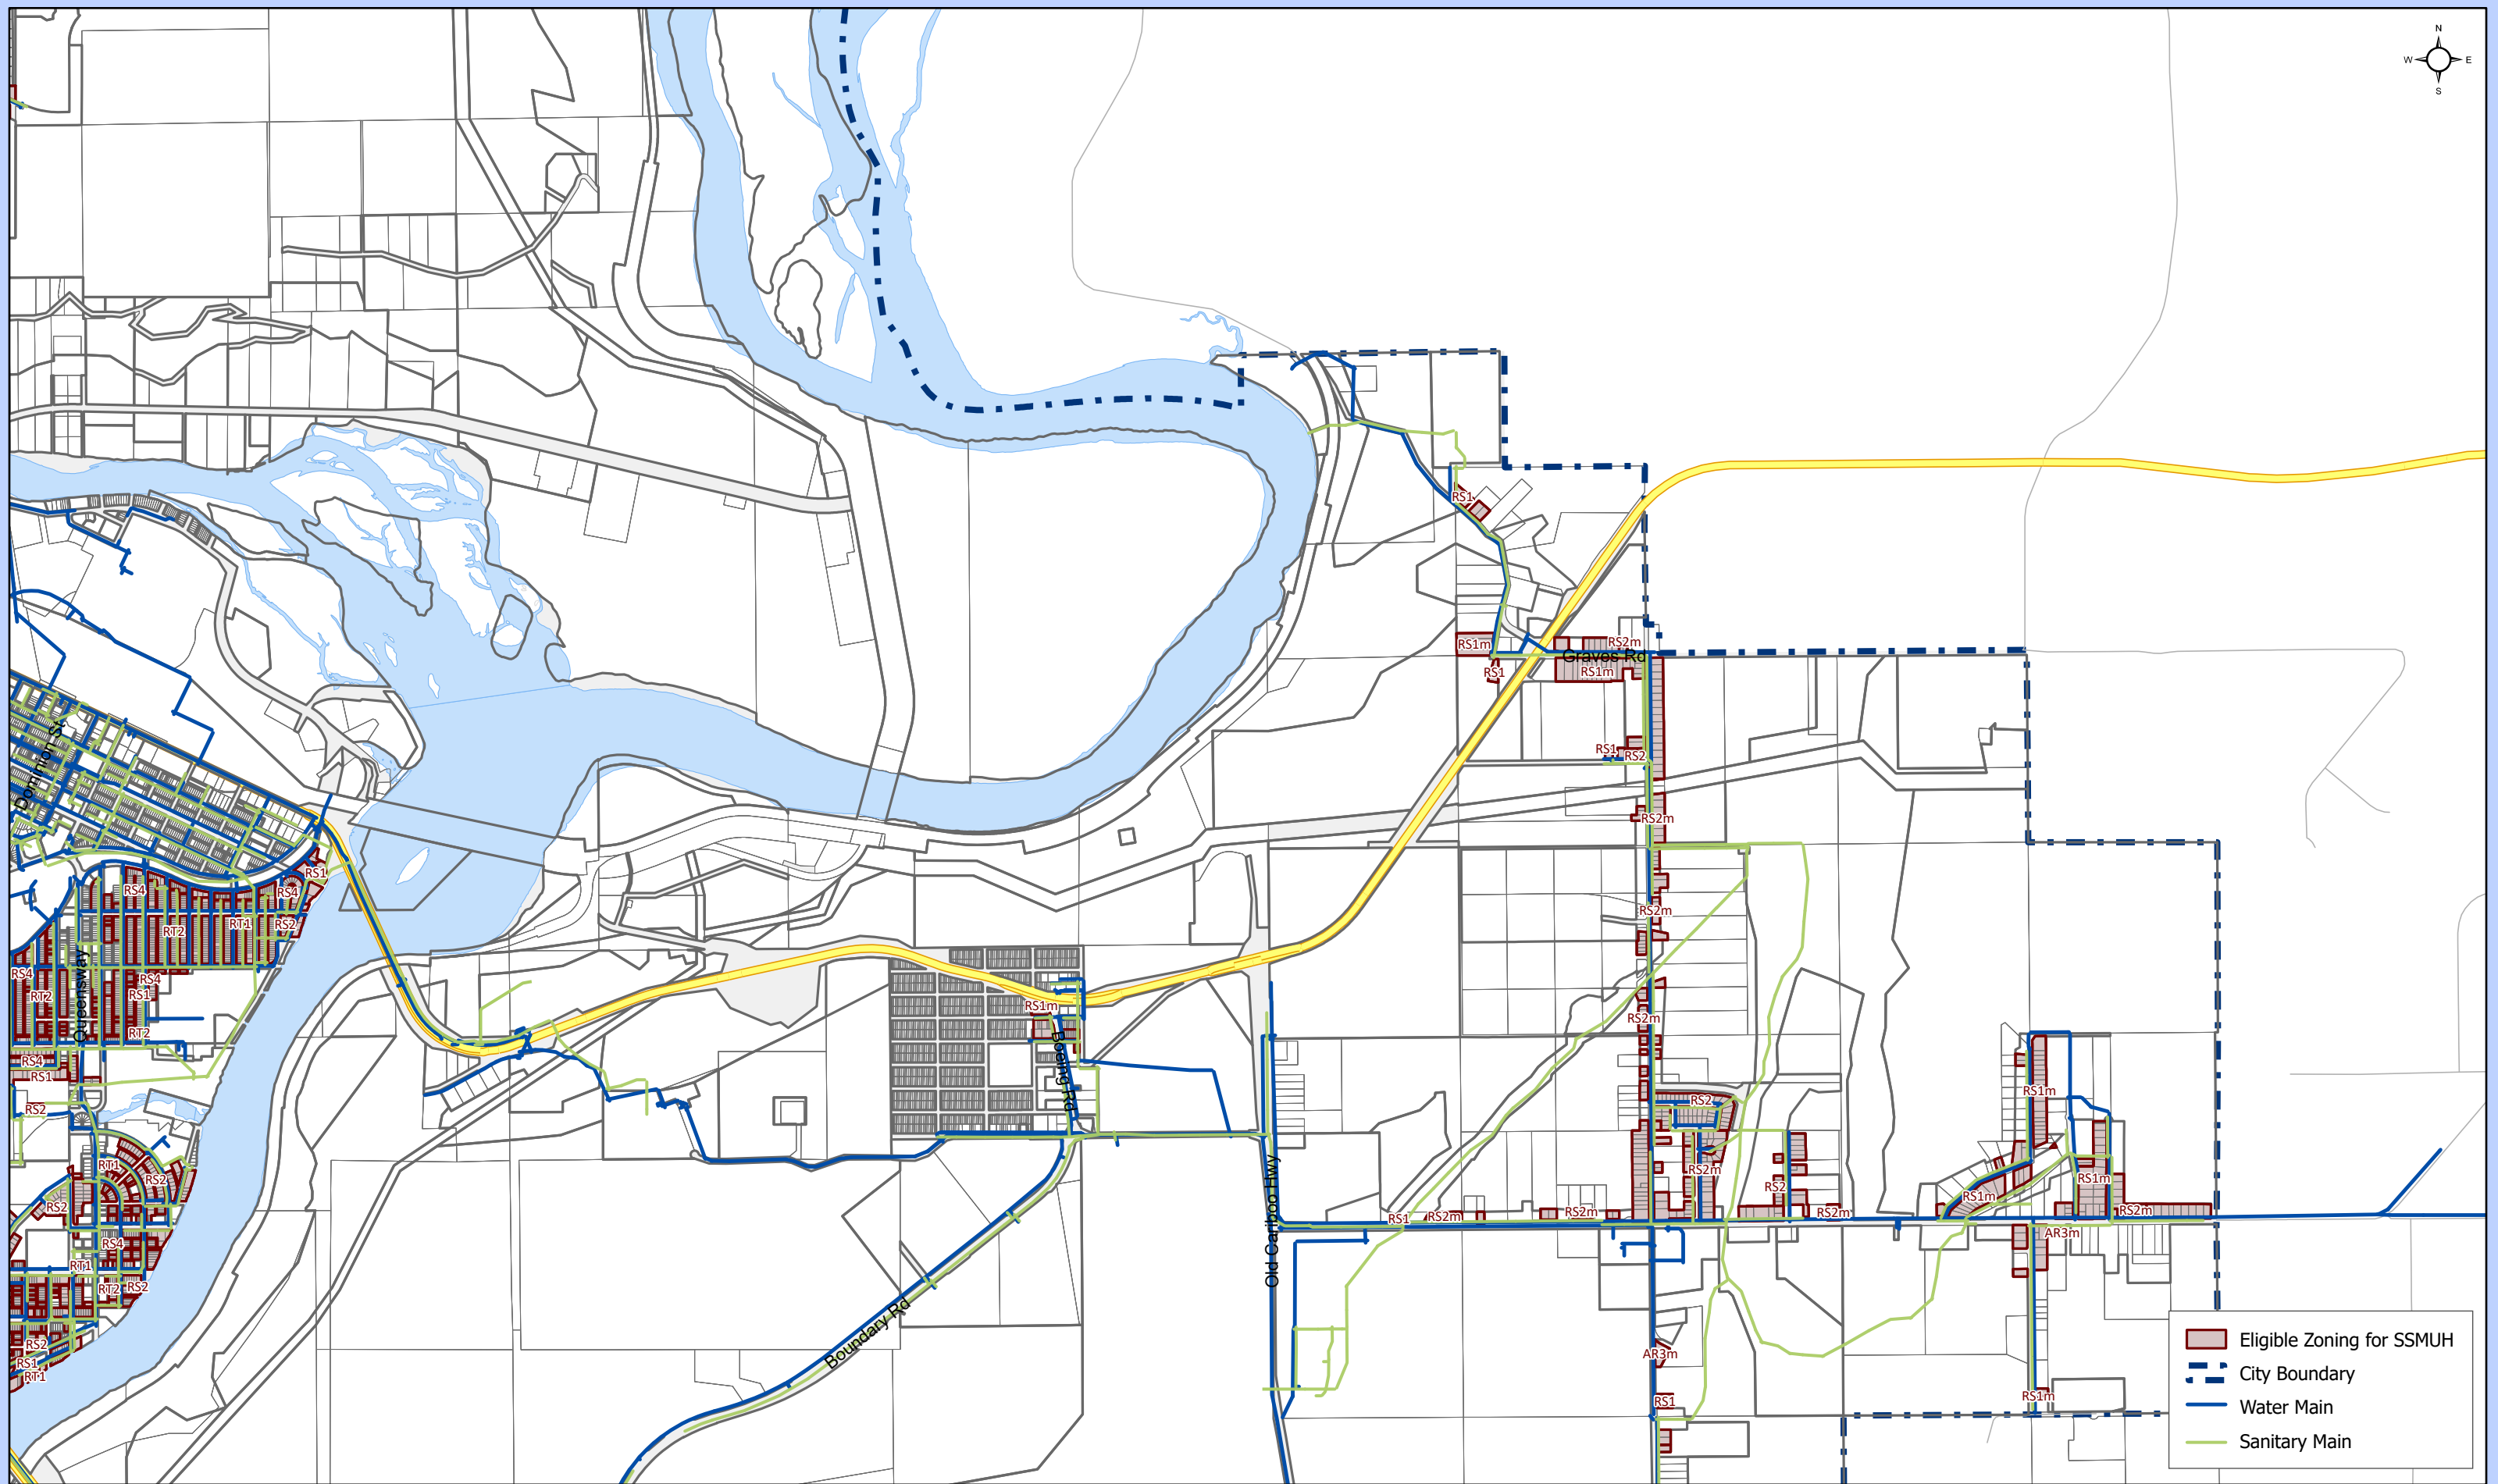 N
W E
S
RS1
RS1m
RS2m
Graves Rd
RS1
RS1m
Dominion St
RS1
RS2
RS2m
RS1
RS4
RS4
RS2m
RT2
RT1
RS2
Queensway
RS4
RS4
RT2
RS1
RS1m
RS2m
RT2
Boeing Rd
RS4
RS1
RS1m
RS2
RS2
RT1
RS2
RS2m
RS1m
RS2
RS2
RS1m
Old Cariboo Hwy
RS1
RS2m
RS2m
RS2m
RS2m
RS4
AR3m
RT1
RT2
RS2
Boundary Rd
RS2
RS1
RT1
AR3m
RS1
RS1m
Eligible Zoning for SSMUH
City Boundary
Water Main
Sanitary Main